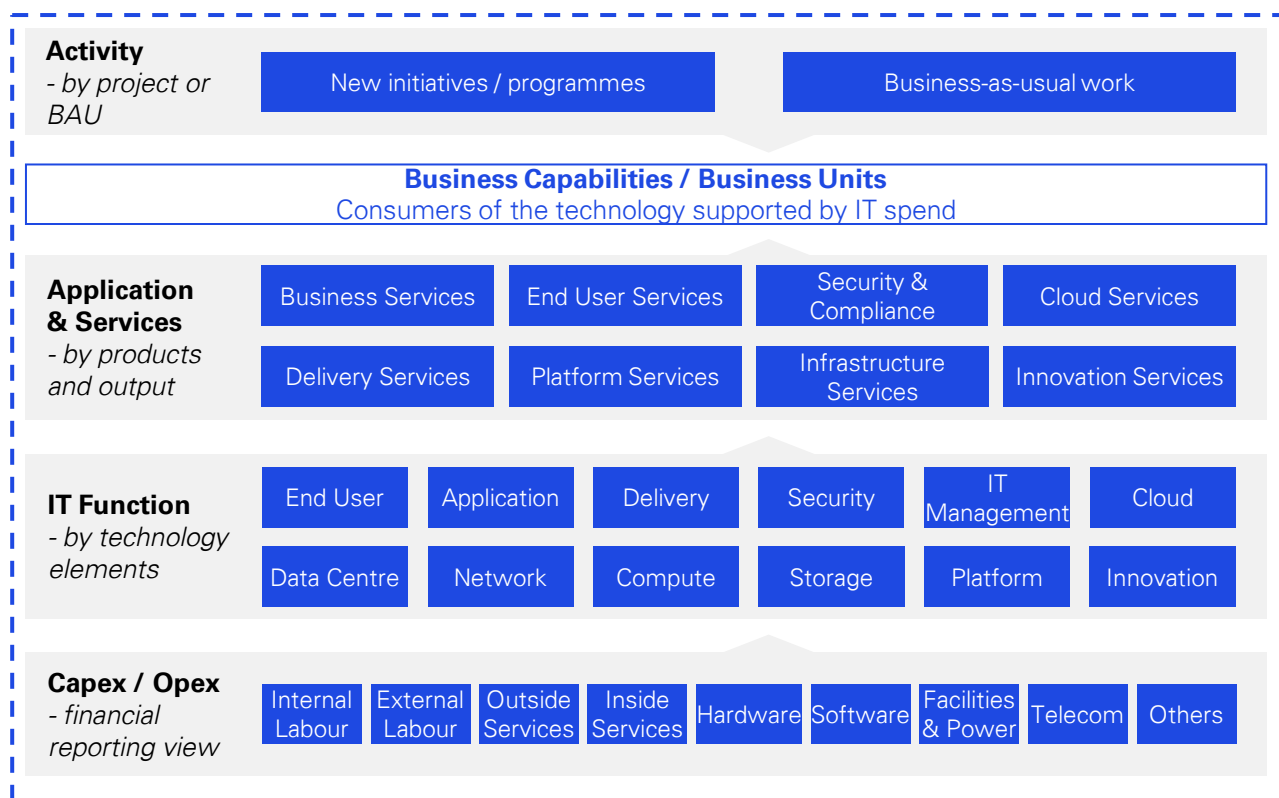 Activity
- by project or
BAU
New initiatives / programmes
Business-as-usual work
Business Capabilities / Business Units
Consumers of the technology supported by IT spend
Application
& Services
- by products
and output
Business Services
End User Services
Security &
Compliance
Cloud Services
Delivery Services
Platform Services
Infrastructure
Services
Innovation Services
IT Function
- by technology
elements
End User
Application
Delivery
Security
IT
Management
Cloud
Data Centre
Network
Compute
Storage
Platform
Innovation
Capex / Opex
- financial
reporting view
Internal
Labour
External
Labour
Outside
Services
Inside
Services
Hardware
Software
Facilities
& Power
Telecom
Others